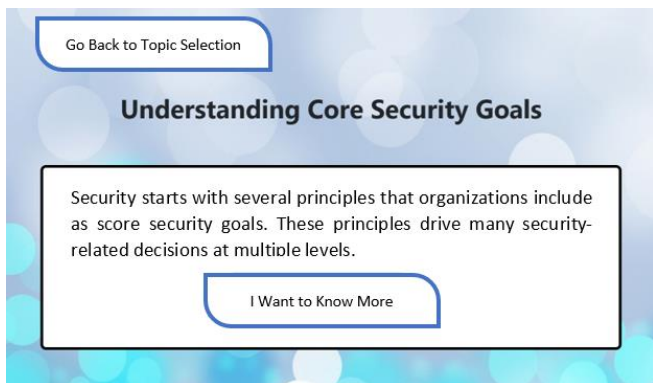 Go Back to Topic Selection
Understanding Core Security Goals
Security starts with several principles that organizations include
as score security goals. These principles drive many security-
related decisions at multiple levels.
I Want to Know More